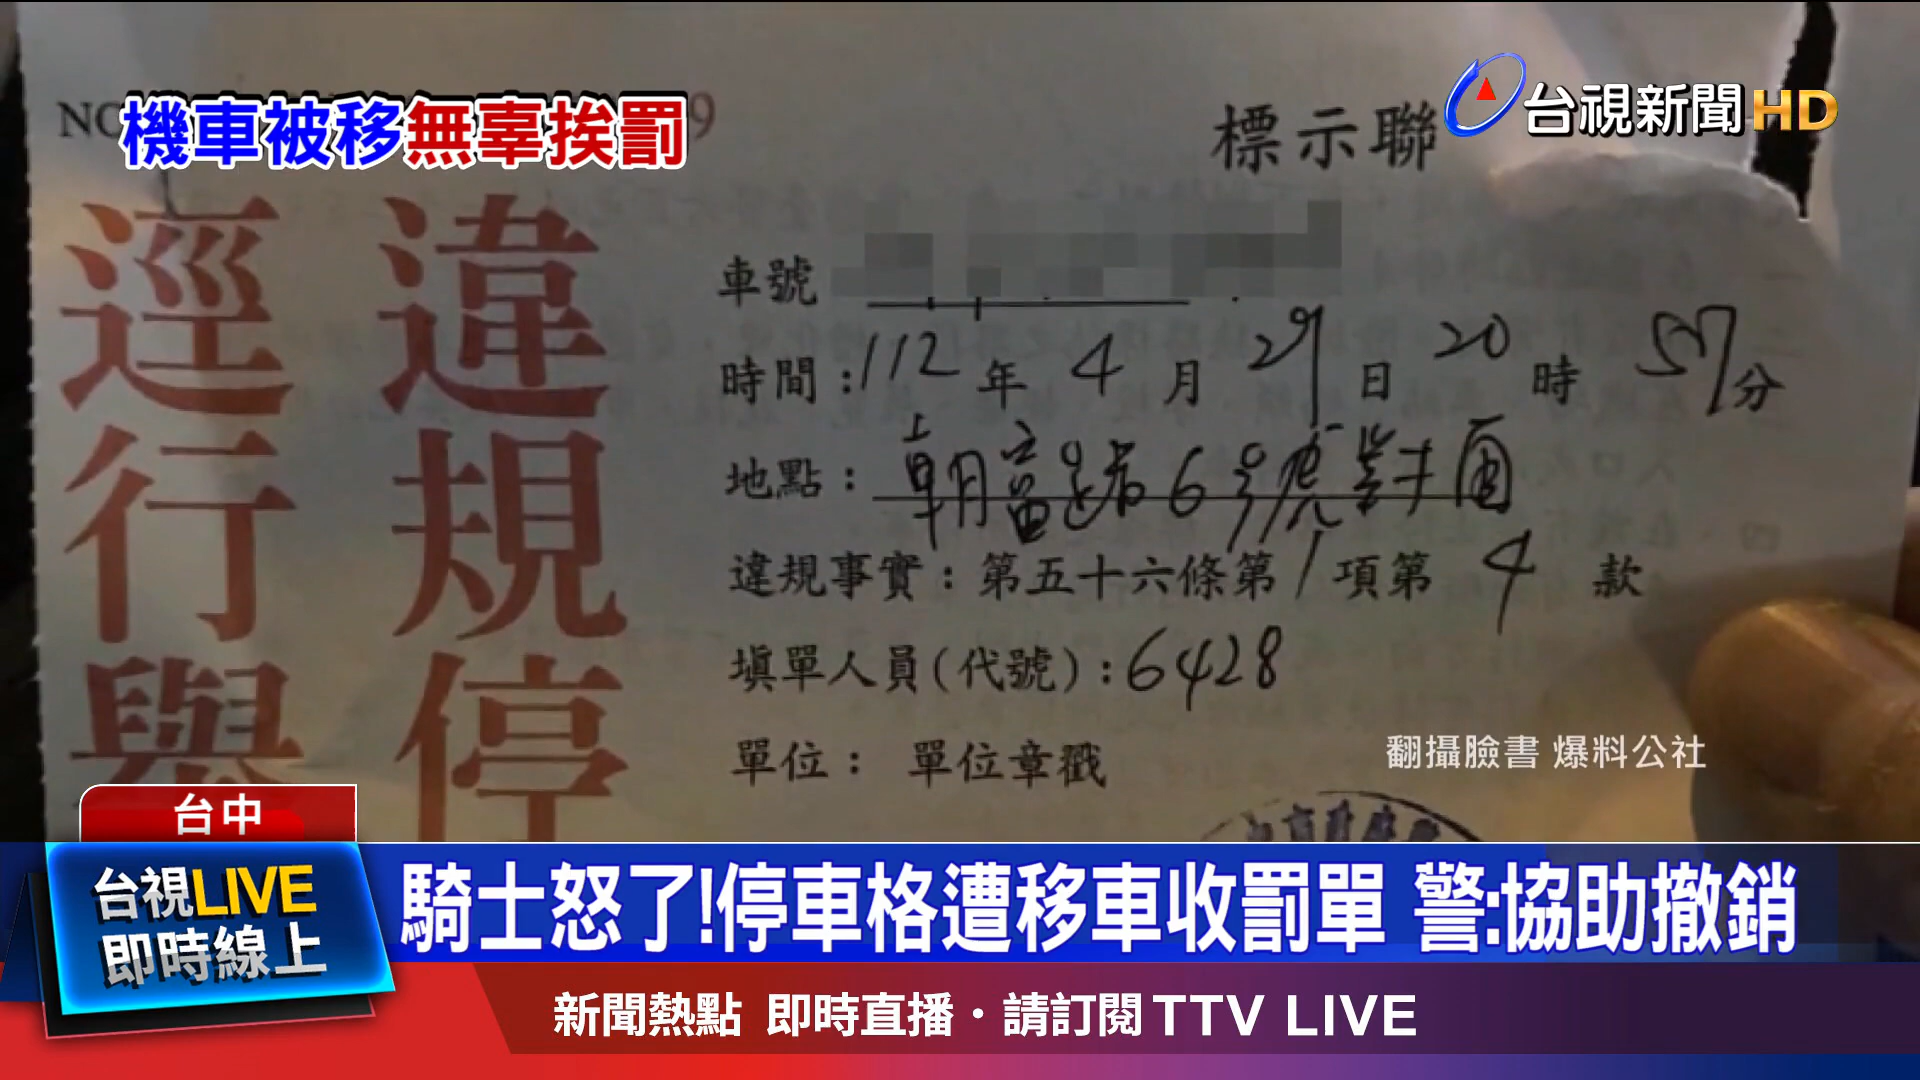 機車被移無辜挨罰
台視新聞HD
NO
9
標示聯
違規停
逕行舉
車號
時間:112年4月29日20時57分
地點:朝富路6號對面
違規事實:第五十六條第1項第4款
填單人員(代號):6428
單位: 單位章戳
翻攝臉書 爆料公社
台中
台視LIVE
即時線上
騎士怒了!停車格遭移車收罰單 警:協助撤銷
新聞熱點 即時直播・請訂閱TTV LIVE